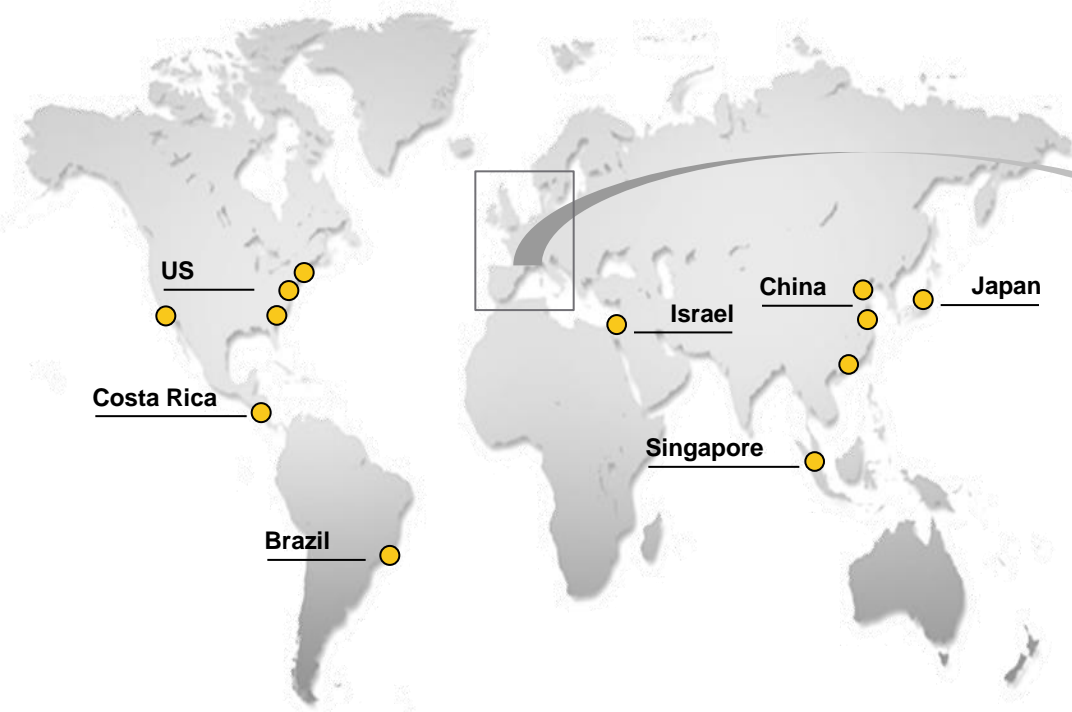 US
China
Japan
Israel
Costa Rica
Singapore
Brazil